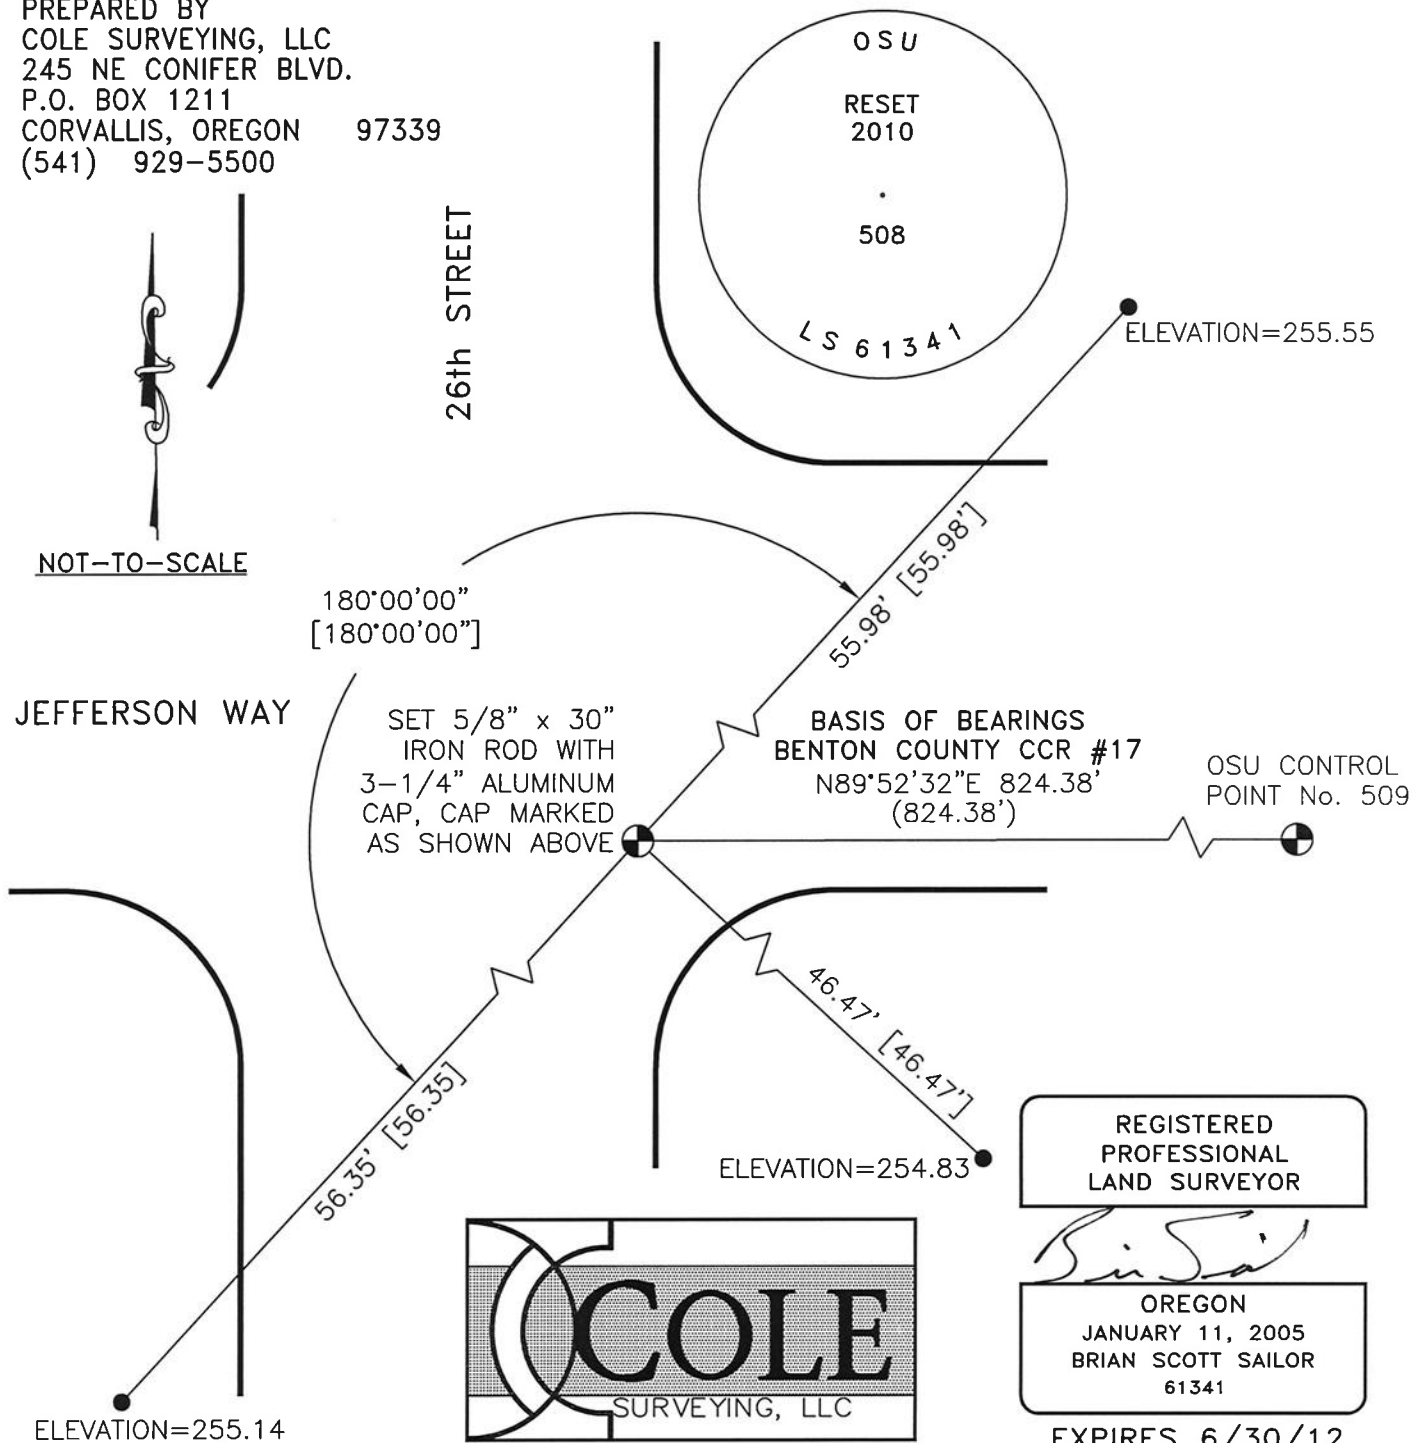 PREPARED BY
COLE SURVEYING, LLC
245 NE CONIFER BLVD.
P.O. BOX 1211
CORVALLIS, OREGON 97339
(541) 929-5500
OSU
RESET
2010
508
LS 61341
26th STREET
ELEVATION=255.55
NOT-TO-SCALE
55.98' [55.98']
180°00'00"
[180°00'00"]
JEFFERSON WAY
SET 5/8" x 30"
IRON ROD WITH
3-1/4" ALUMINUM
CAP, CAP MARKED
AS SHOWN ABOVE
BASIS OF BEARINGS
BENTON COUNTY CCR #17
N89°52'32"E 824.38'
(824.38')
OSU CONTROL
POINT No. 509
46.47' [46.47']
56.35' [56.35]
ELEVATION=254.83
ELEVATION=255.14
COLE
SURVEYING, LLC
REGISTERED
PROFESSIONAL
LAND SURVEYOR
OREGON
JANUARY 11, 2005
BRIAN SCOTT SAILOR
61341
EXPIRES 6/30/12